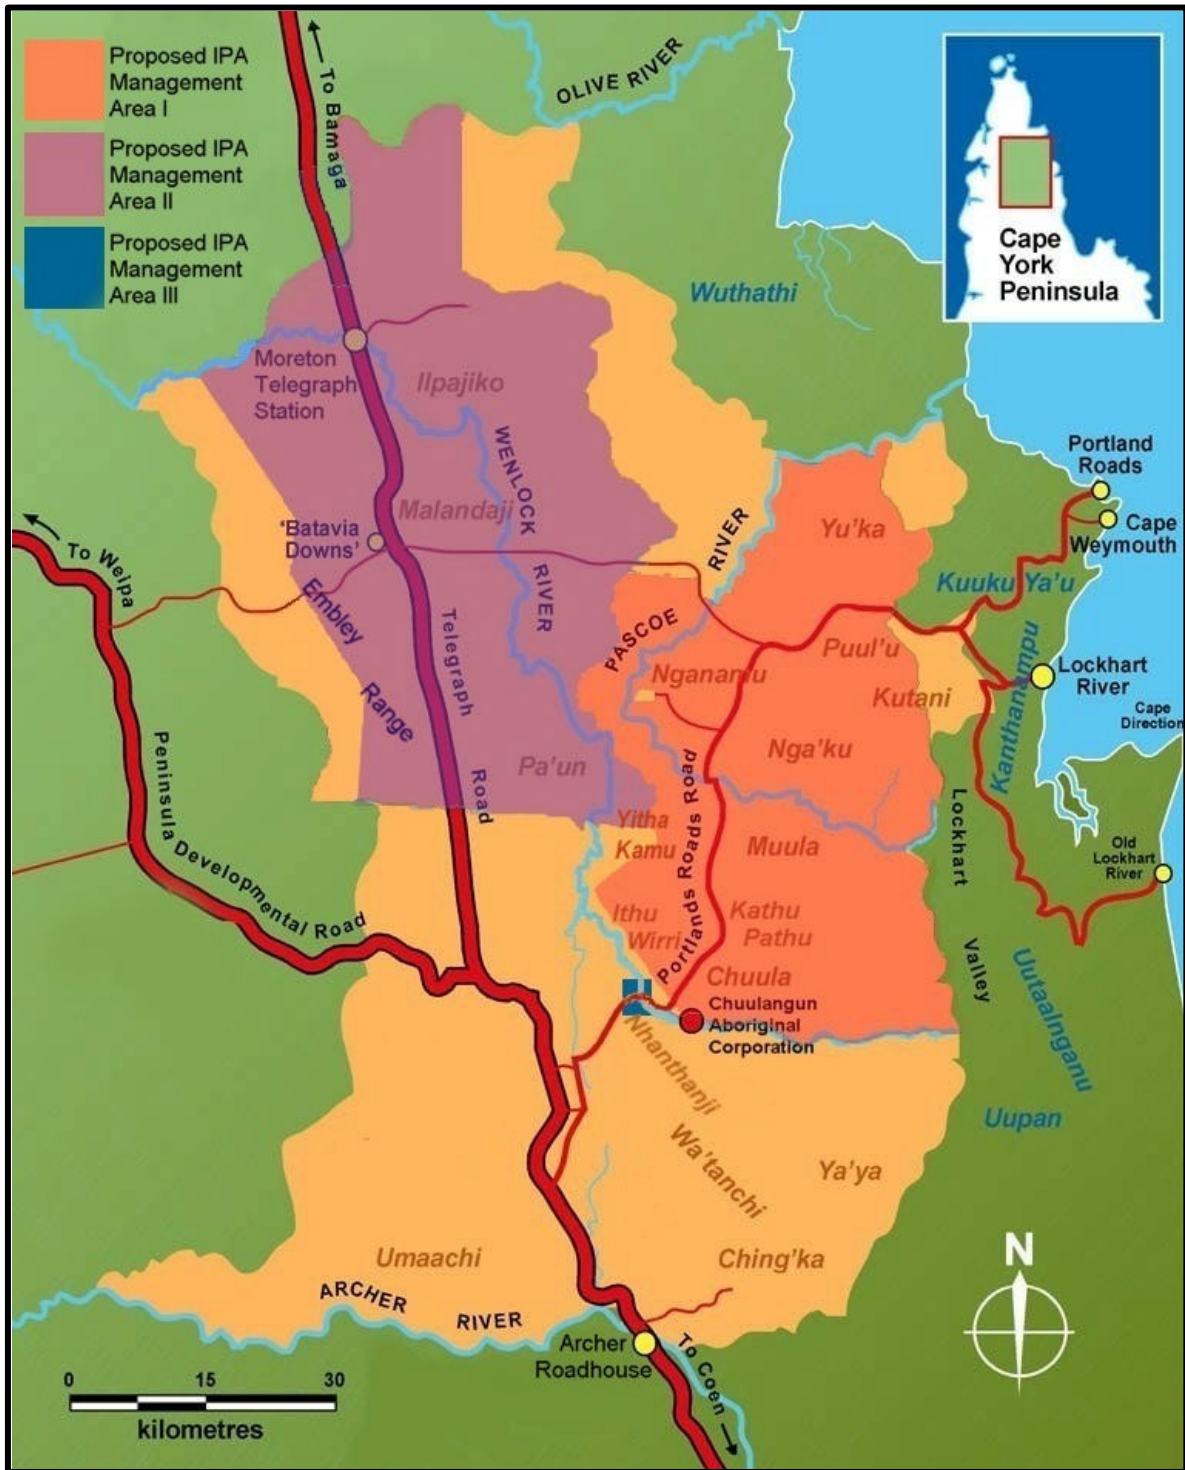 Proposed IPA
Management
Area I
Proposed IPA
Management
Area II
Proposed IPA
Management
Area III
To Bamaga
OLIVE RIVER
Cape
York
Peninsula
Wuthathi
Moreton
Telegraph
Station
Ilpajiko
WENLOCK
RIVER
Malandaji
'Batavia
Downs'
Embley
Range
Telegraph
Road
Pa'un
To Weipa
Peninsula Developmental Road
PASCOE
RIVER
Yu'ka
Portland
Roads
Cape
Weymouth
Kuuku Ya'u
Kanthanampu
Lockhart
River
Cape
Direction
Puul'u
Nganamu
Kutani
Nga'ku
Portlands Roads Road
Yitha
Kamu
Muula
Lockhart
Valley
Old
Lockhart
River
Ithu
Wirri
Kathu
Pathu
Chuula
Chuulangun
Aboriginal
Corporation
Uutaalnganu
Uupan
Nhanthanji
Wa'tanchi
Ya'ya
Ching'ka
Umaachi
ARCHER
RIVER
Archer
Roadhouse
To Coen
N
0 15 30
kilometres